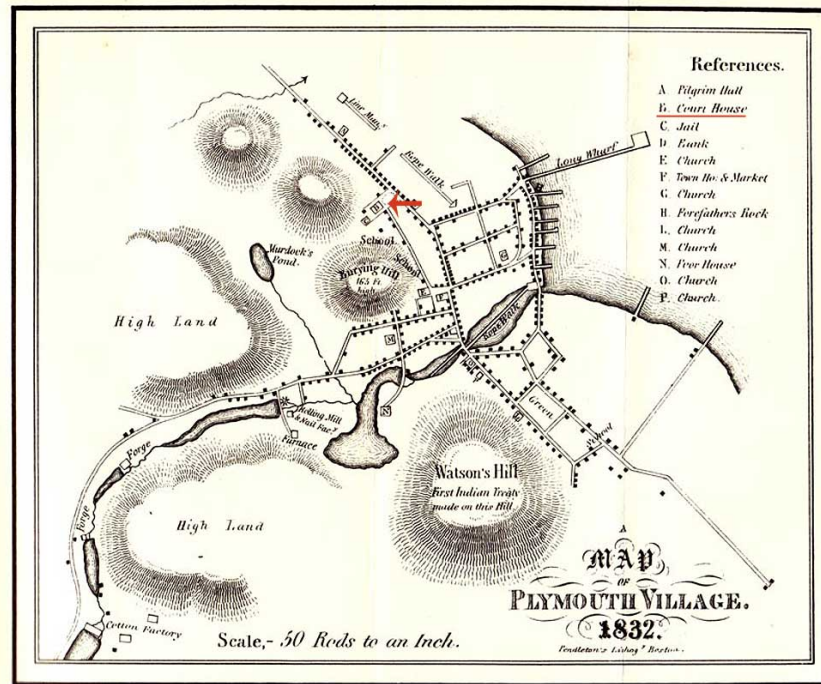 References.
A. Pilgrim Hall
B. Court House
C. Jail
D. Bank
E. Church
F. Town Ho: & Market
G. Church
H. Forefathers Rock
L. Church
M. Church
N. Poor House
O. Church
P. Church.
Rope Walk
Long Wharf
School
School
Murdock's
Pond.
Burying Hill
165 Ft.
high
High Land
Rope Walk
Rolling Mill
& Nail Fac.y
Furnace
Forge
Forge
Green
School
Watson's Hill
First Indian Treaty
made on this Hill.
High Land
Cotton Factory
A
MAP
OF
PLYMOUTH VILLAGE.
1832.
Pendleton's Lithog.y Boston.
Scale,- 50 Rods to an Inch.